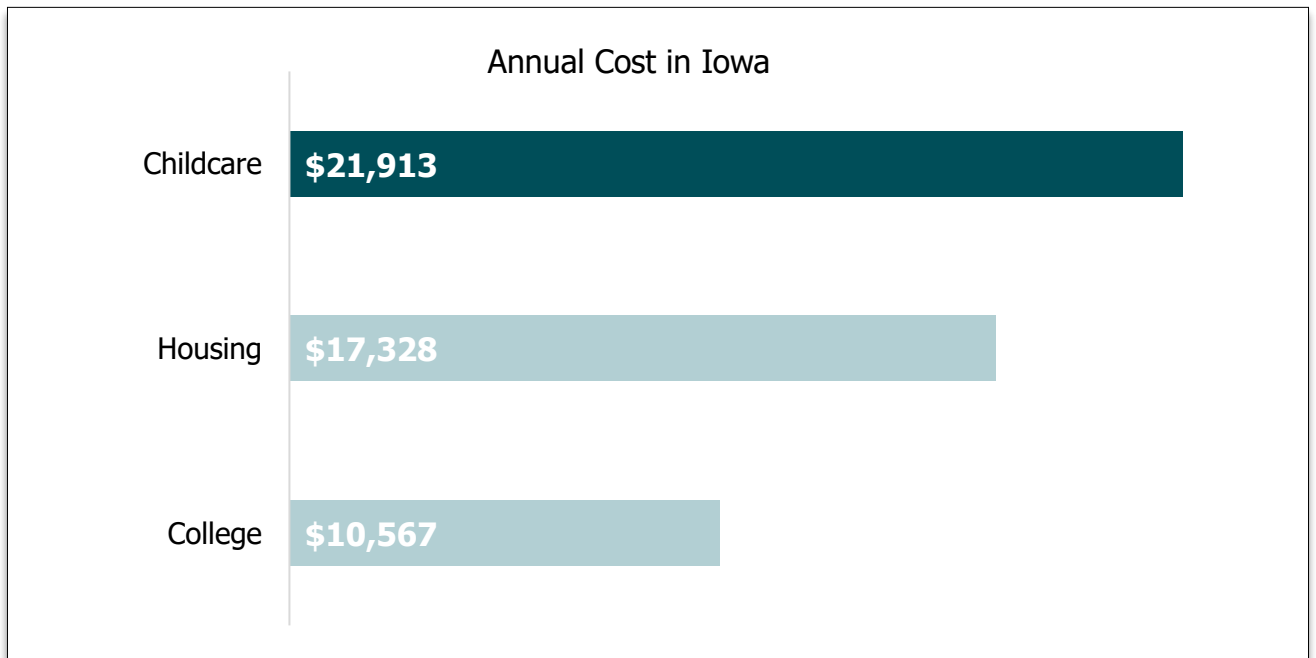 Annual Cost in Iowa
Childcare $21,913
Housing $17,328
College $10,567